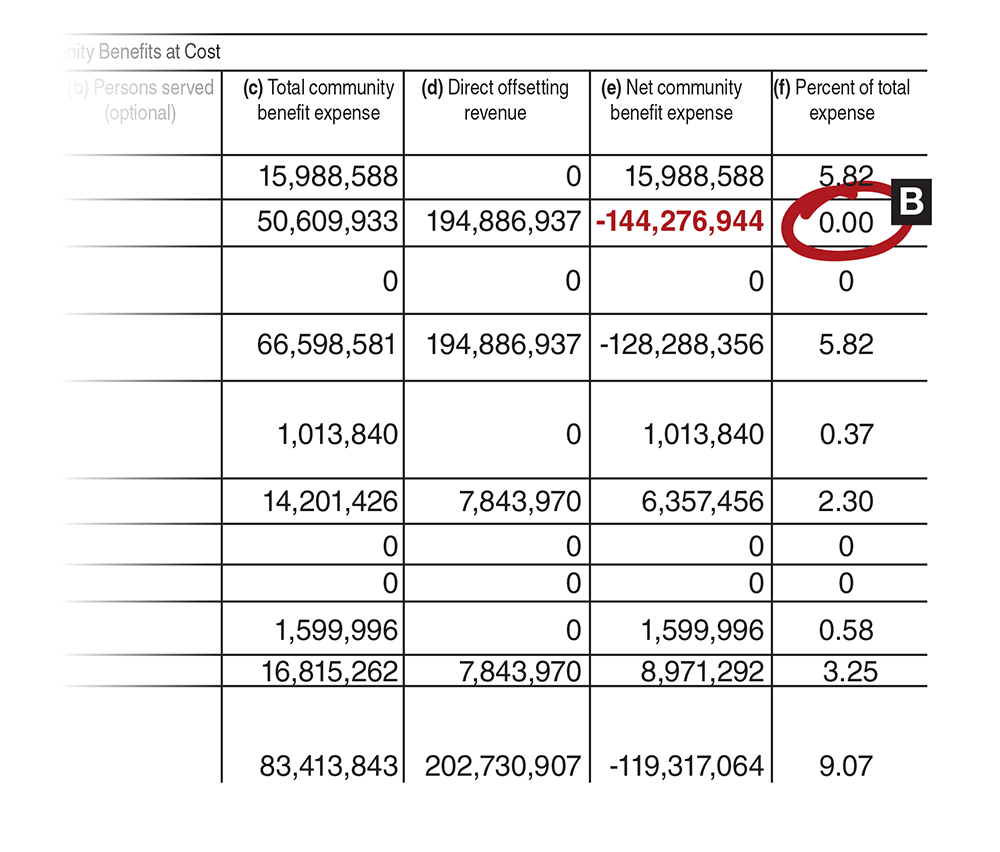 nity Benefits at Cost
(b) Persons served (optional) (c) Total community benefit expense (d) Direct offsetting revenue (e) Net community benefit expense (f) Percent of total expense
15,988,588 0 15,988,588 5.82
50,609,933 194,886,937 -144,276,944 0.00 B
0 0 0 0
66,598,581 194,886,937 -128,288,356 5.82
1,013,840 0 1,013,840 0.37
14,201,426 7,843,970 6,357,456 2.30
0 0 0 0
0 0 0 0
1,599,996 0 1,599,996 0.58
16,815,262 7,843,970 8,971,292 3.25
83,413,843 202,730,907 -119,317,064 9.07